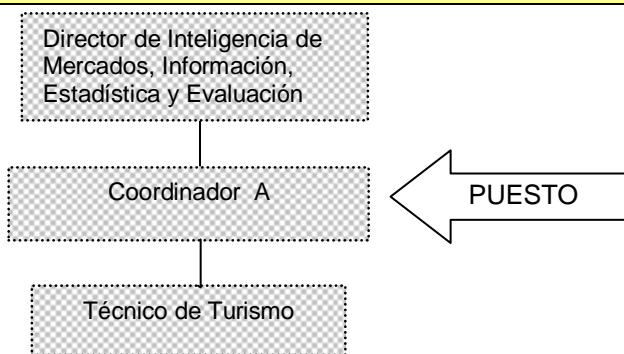 Director de Inteligencia de
Mercados, Información,
Estadística y Evaluación
Coordinador A
PUESTO
Técnico de Turismo